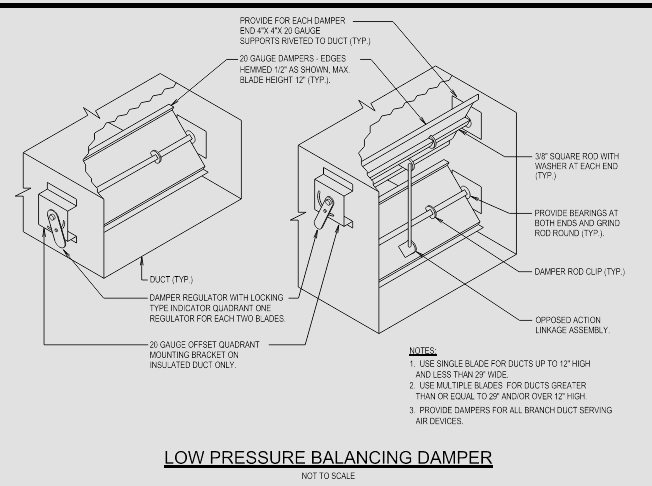 PROVIDE FOR EACH DAMPER
END 4"X 4"X 20 GAUGE
SUPPORTS RIVETED TO DUCT (TYP.)
20 GAUGE DAMPERS - EDGES
HEMMED 1/2" AS SHOWN, MAX.
BLADE HEIGHT 12" (TYP.).
3/8" SQUARE ROD WITH
WASHER AT EACH END
(TYP.)
PROVIDE BEARINGS AT
BOTH ENDS AND GRIND
ROD ROUND (TYP.).
DAMPER ROD CLIP (TYP.)
DUCT (TYP.)
DAMPER REGULATOR WITH LOCKING
TYPE INDICATOR QUADRANT ONE
REGULATOR FOR EACH TWO BLADES.
OPPOSED ACTION
LINKAGE ASSEMBLY.
20 GAUGE OFFSET QUADRANT
MOUNTING BRACKET ON
INSULATED DUCT ONLY.
NOTES:
1. USE SINGLE BLADE FOR DUCTS UP TO 12" HIGH
AND LESS THAN 29" WIDE.
2. USE MULTIPLE BLADES FOR DUCTS GREATER
THAN OR EQUAL TO 29" AND/OR OVER 12" HIGH.
3. PROVIDE DAMPERS FOR ALL BRANCH DUCT SERVING
AIR DEVICES.
LOW PRESSURE BALANCING DAMPER
NOT TO SCALE